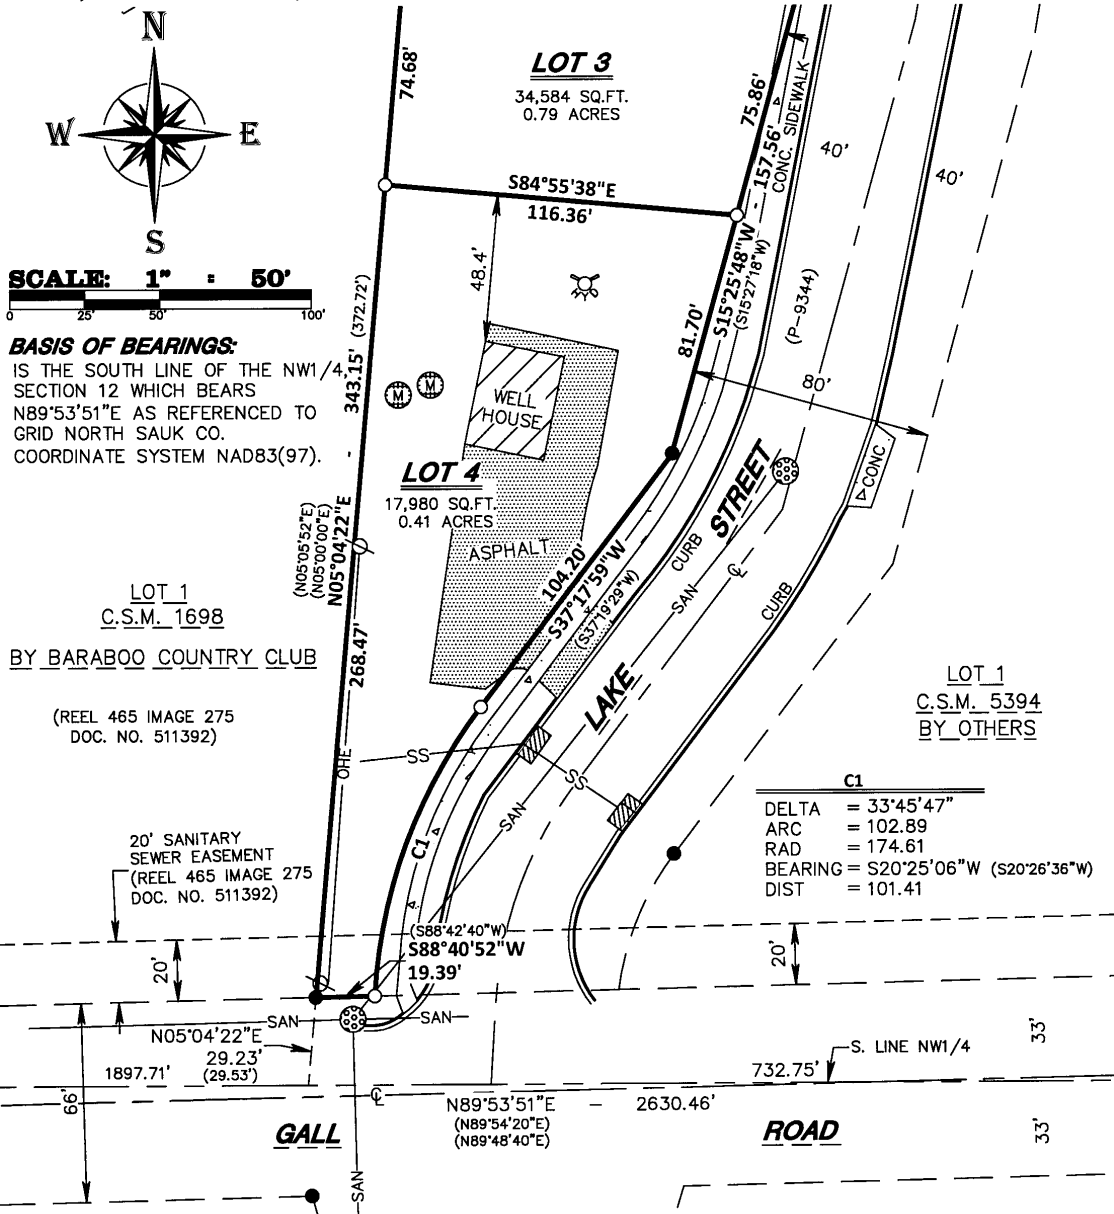 N
W E
S
SCALE: 1" : 50'
0 25' 50' 100'
BASIS OF BEARINGS:
IS THE SOUTH LINE OF THE NW1/4,
SECTION 12 WHICH BEARS
N89°53'51"E AS REFERENCED TO
GRID NORTH SAUK CO.
COORDINATE SYSTEM NAD83(97).
74.68'
LOT 3
34,584 SQ.FT.
0.79 ACRES
75.86'
CONC. SIDEWALK
40'
40'
S84°55'38"E
116.36'
S15°25'48"W - 157.56'
(S15°27'18"W)
81.70'
(P-9344)
80'
48.4'
343.15' (372.72')
-
N05°04'22"E
(N05°00'00"E)
(N05°05'52"E)
268.47'
M M
WELL
HOUSE
LOT 4
17,980 SQ.FT.
0.41 ACRES
ASPHALT
104.20'
S37°17'59"W
(S37°19'29"W)
CURB
SAN
STREET
LAKE
CONC
CURB
LOT 1
C.S.M. 1698
BY BARABOO COUNTRY CLUB
(REEL 465 IMAGE 275
DOC. NO. 511392)
LOT 1
C.S.M. 5394
BY OTHERS
OHE
SS
SS
SAN
C1
C1
DELTA = 33°45'47"
ARC = 102.89
RAD = 174.61
BEARING = S20°25'06"W (S20°26'36"W)
DIST = 101.41
20' SANITARY
SEWER EASEMENT
(REEL 465 IMAGE 275
DOC. NO. 511392)
(S88°42'40"W)
S88°40'52"W
19.39'
20'
20'
SAN
SAN
N05°04'22"E
29.23'
(29.53')
1897.71'
732.75'
S. LINE NW1/4
33'
66'
N89°53'51"E - 2630.46'
(N89°54'20"E)
(N89°48'40"E)
GALL
ROAD
33'
SAN